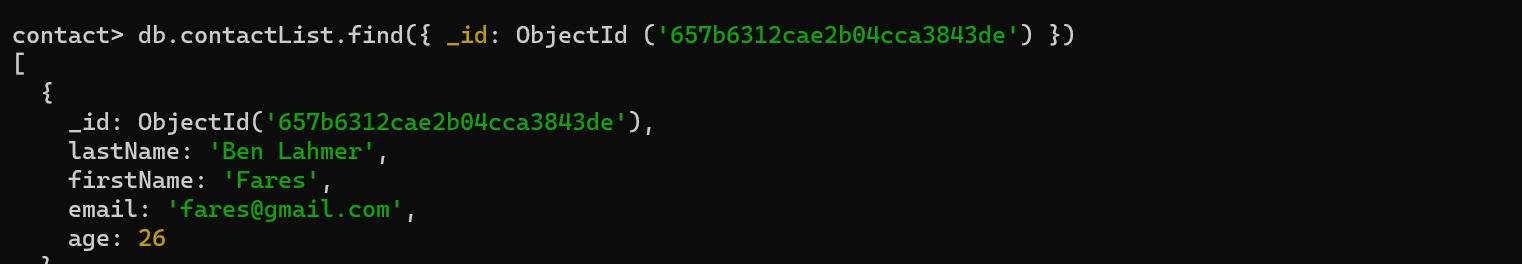 contact> db.contactList.find({ _id: ObjectId ('657b6312cae2b04cca3843de') })
[
  {
    _id: ObjectId('657b6312cae2b04cca3843de'),
    lastName: 'Ben Lahmer',
    firstName: 'Fares',
    email: 'fares@gmail.com',
    age: 26
  }